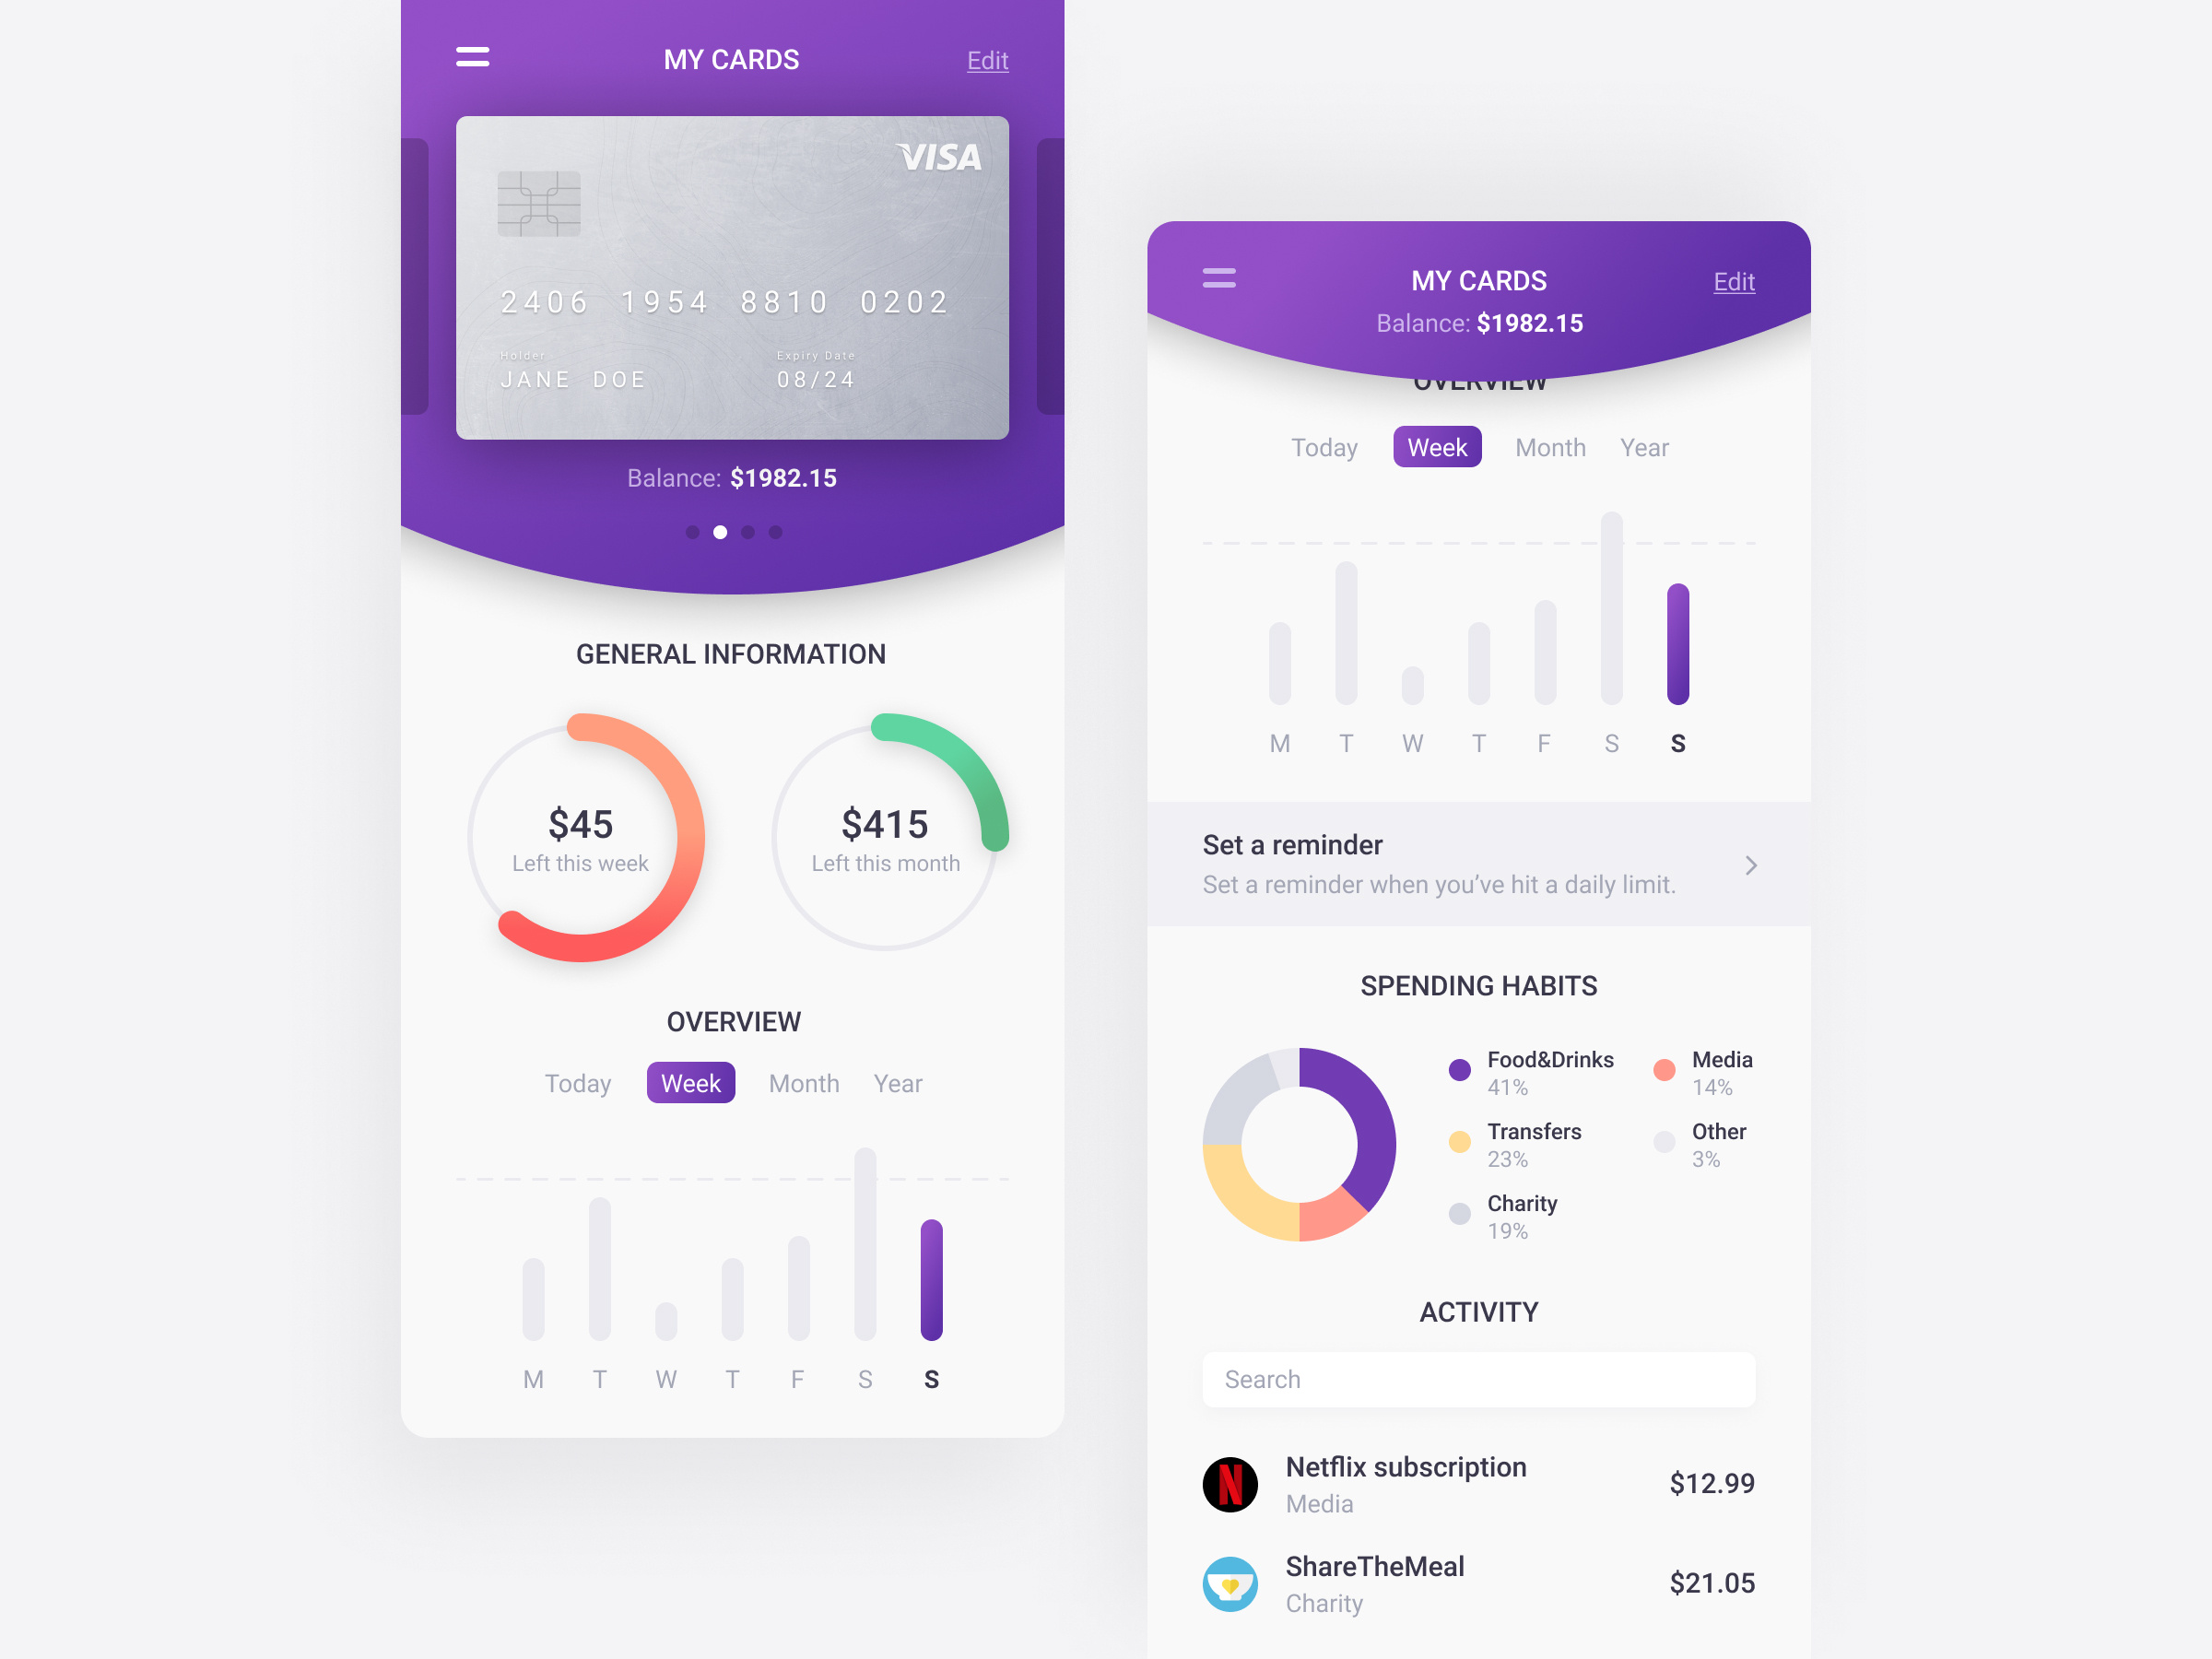 MY CARDS
Edit
VISA
2406 1954 8810 0202
Holder
Expiry Date
JANE DOE
08/24
Balance: $1982.15
GENERAL INFORMATION
$45
Left this week
$415
Left this month
OVERVIEW
Today Week Month Year
M T W T F S S
MY CARDS
Edit
Balance: $1982.15
OVERVIEW
Today Week Month Year
M T W T F S S
Set a reminder
Set a reminder when you’ve hit a daily limit.
SPENDING HABITS
Food&Drinks
41%
Media
14%
Transfers
23%
Other
3%
Charity
19%
ACTIVITY
Search
N
Netflix subscription
Media
$12.99
ShareTheMeal
Charity
$21.05